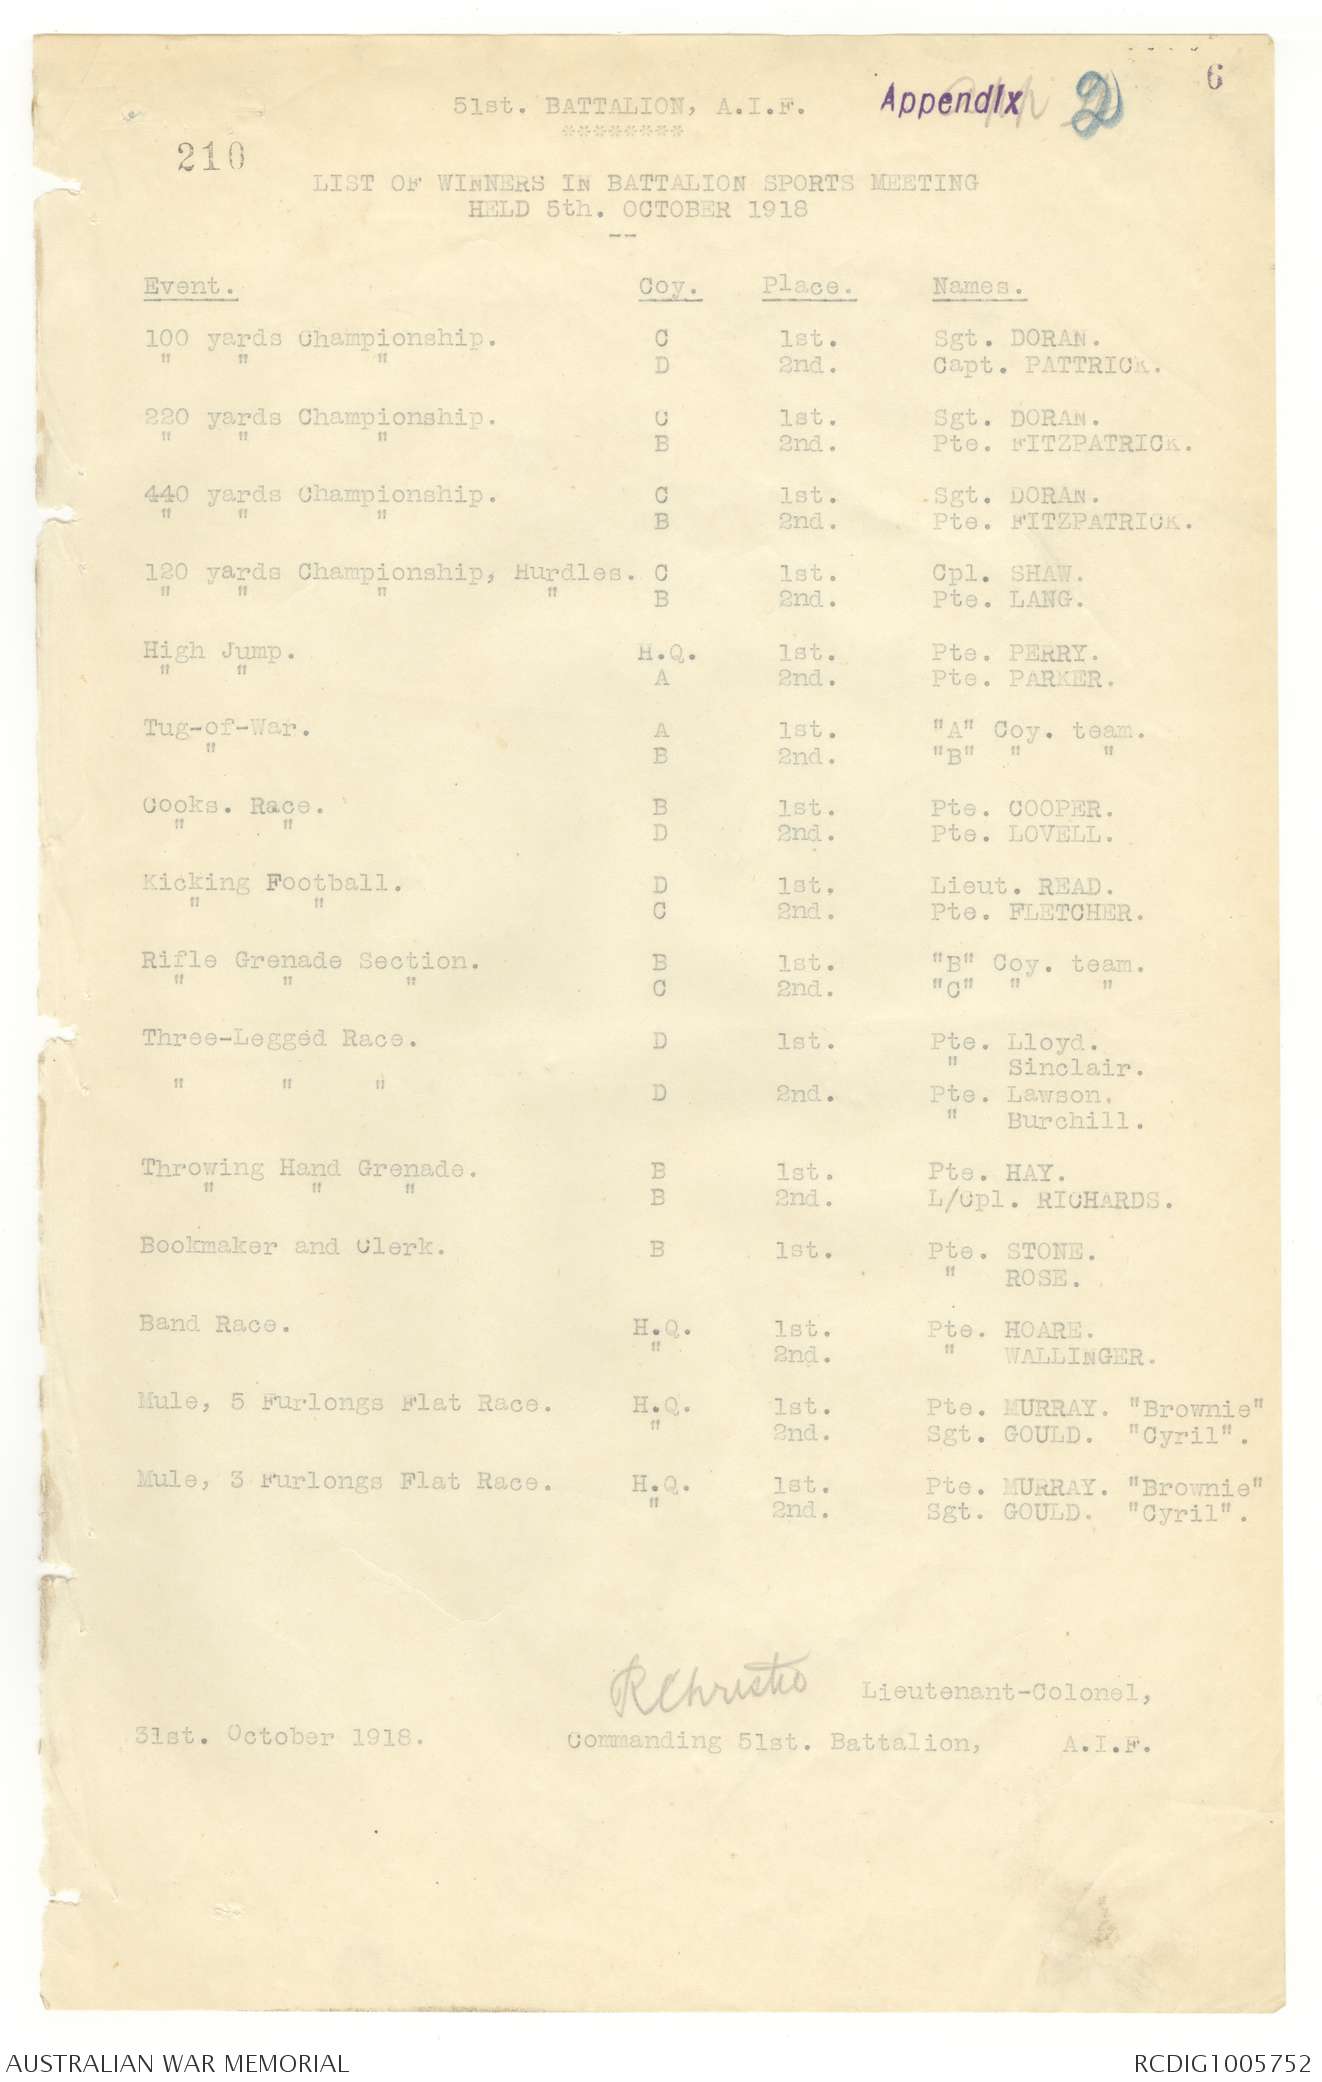 6
Appendix 2
51st. BATTALION, A.I.F.
********
210
LIST OF WINNERS IN BATTALION SPORTS MEETING
HELD 5th. OCTOBER 1918
--
Event. Coy. Place. Names.
100 yards Championship. C 1st. Sgt. DORAN.
" " " D 2nd. Capt. PATTRICK.
220 yards Championship. C 1st. Sgt. DORAN.
" " " B 2nd. Pte. FITZPATRICK.
440 yards Championship. C 1st. Sgt. DORAN.
" " " B 2nd. Pte. FITZPATRICK.
120 yards Championship, Hurdles. C 1st. Cpl. SHAW.
" " " " B 2nd. Pte. LANG.
High Jump. H.Q. 1st. Pte. PERRY.
" " A 2nd. Pte. PARKER.
Tug-of-War. A 1st. "A" Coy. team.
" B 2nd. "B" " "
Cooks. Race. B 1st. Pte. COOPER.
" " D 2nd. Pte. LOVELL.
Kicking Football. D 1st. Lieut. READ.
" " C 2nd. Pte. FLETCHER.
Rifle Grenade Section. B 1st. "B" Coy. team.
" " " C 2nd. "C" " "
Three-Legged Race. D 1st. Pte. Lloyd.
" Sinclair.
" " " D 2nd. Pte. Lawson.
" Burchill.
Throwing Hand Grenade. B 1st. Pte. HAY.
" " " B 2nd. L/Cpl. RICHARDS.
Bookmaker and Clerk. B 1st. Pte. STONE.
" ROSE.
Band Race. H.Q. 1st. Pte. HOARE.
" 2nd. " WALLINGER.
Mule, 5 Furlongs Flat Race. H.Q. 1st. Pte. MURRAY. "Brownie"
" 2nd. Sgt. GOULD. "Cyril".
Mule, 3 Furlongs Flat Race. H.Q. 1st. Pte. MURRAY. "Brownie"
" 2nd. Sgt. GOULD. "Cyril".
RChristie Lieutenant-Colonel,
31st. October 1918. Commanding 51st. Battalion, A.I.F.
AUSTRALIAN WAR MEMORIAL RCDIG1005752